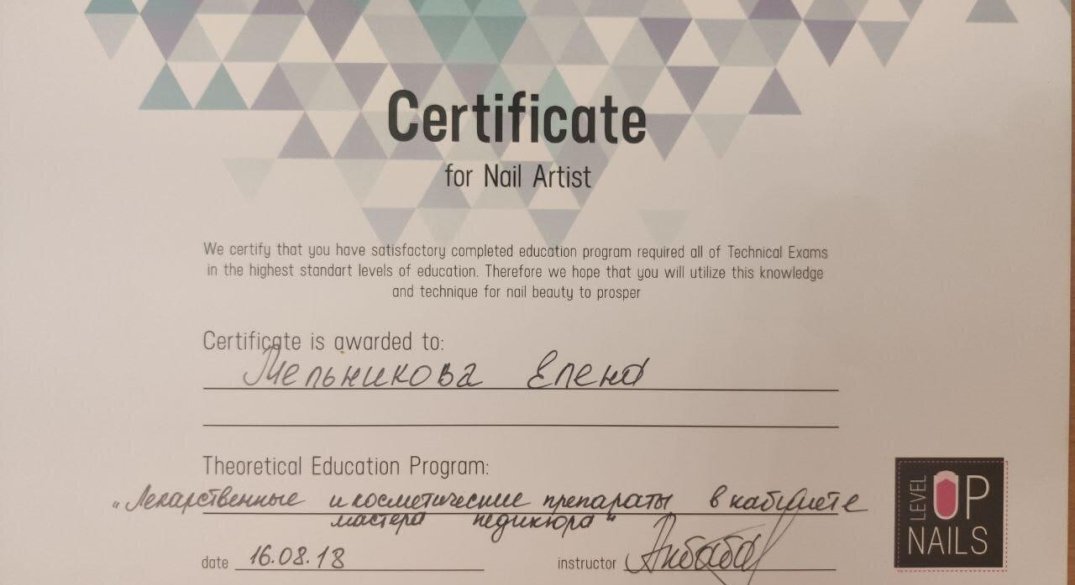 Certificate
for Nail Artist
We certify that you have satisfactory completed education program required all of Technical Exams
in the highest standart levels of education. Therefore we hope that you will utilize this knowledge
and technique for nail beauty to prosper
Certificate is awarded to:
Мельникова Елена
Theoretical Education Program:
"Лекарственные и косметические препараты в кабинете
мастера педикюра"
date 16.08.18
instructor
LEVEL UP
NAILS